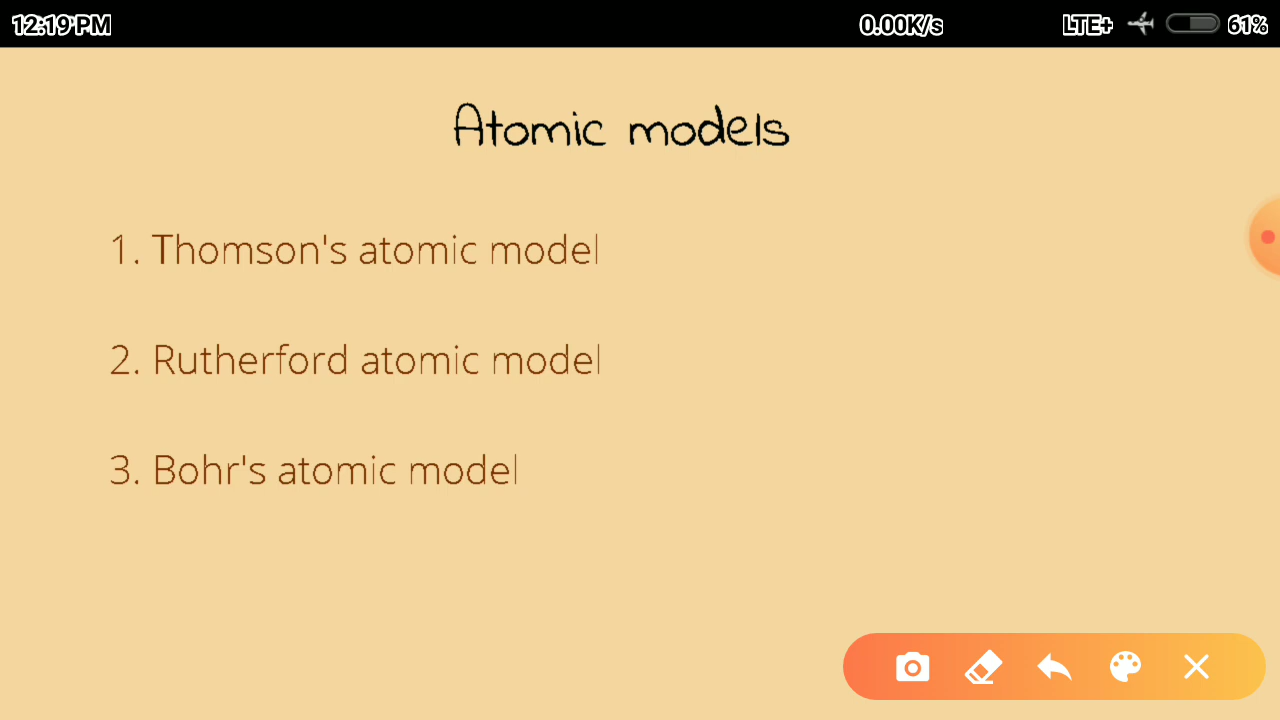 12:19 PM 0.00K/s LTE+ 61%
Atomic models
1. Thomson's atomic model
2. Rutherford atomic model
3. Bohr's atomic model